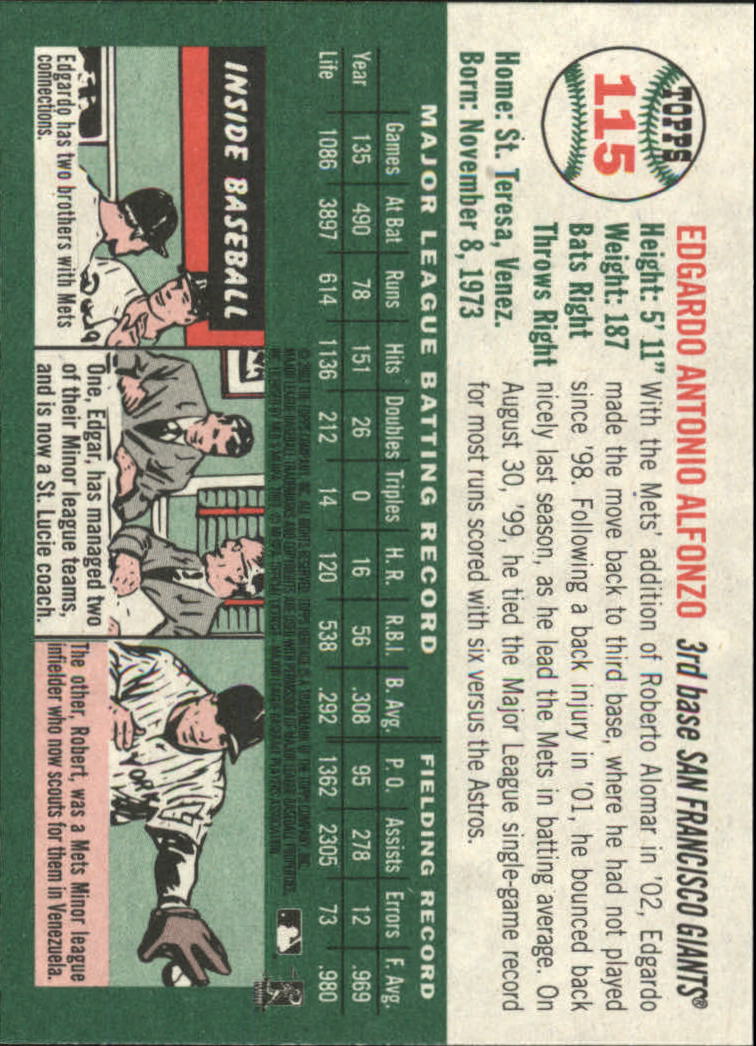 TOPPS
115
EDGARDO ANTONIO ALFONZO 3rd base SAN FRANCISCO GIANTS®
Height: 5' 11"
Weight: 187
Bats Right
Throws Right
Home: St. Teresa, Venez.
Born: November 8, 1973
With the Mets' addition of Roberto Alomar in '02, Edgardo
made the move back to third base, where he had not played
since '98. Following a back injury in '01, he bounced back
nicely last season, as he lead the Mets in batting average. On
August 30, '99, he tied the Major League single-game record
for most runs scored with six versus the Astros.
MAJOR LEAGUE BATTING RECORD FIELDING RECORD
Year Games At Bat Runs Hits Doubles Triples H.R. R.B.I. B. Avg. P.O. Assists Errors F. Avg.
135 490 78 151 26 0 16 56 .308 95 278 12 .969
Life 1086 3897 614 1136 212 14 120 538 .292 1362 2305 73 .980
INSIDE BASEBALL
Edgardo has two brothers with Mets
connections.
One, Edgar, has managed two
of their Minor league teams,
and is now a St. Lucie coach.
YORK
The other, Robert, was a Mets Minor league
infielder who now scouts for them in Venezuela.